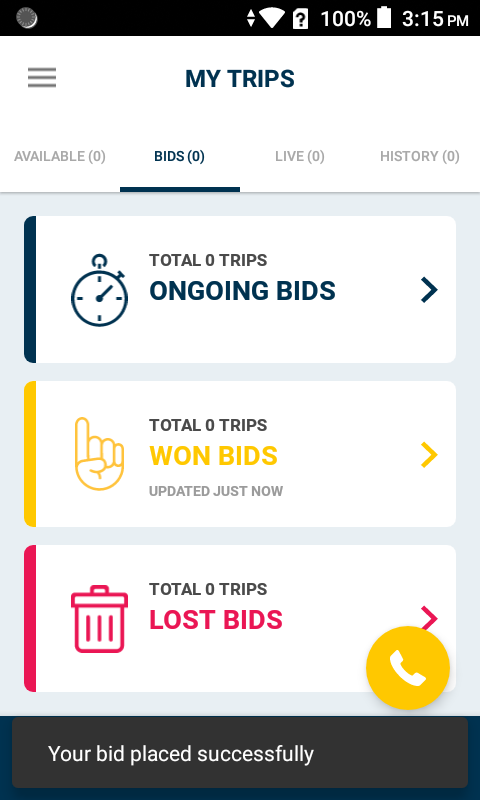 100% 3:15 PM
MY TRIPS
AVAILABLE (0) BIDS (0) LIVE (0) HISTORY (0)
TOTAL 0 TRIPS
ONGOING BIDS
TOTAL 0 TRIPS
WON BIDS
UPDATED JUST NOW
TOTAL 0 TRIPS
LOST BIDS
Your bid placed successfully